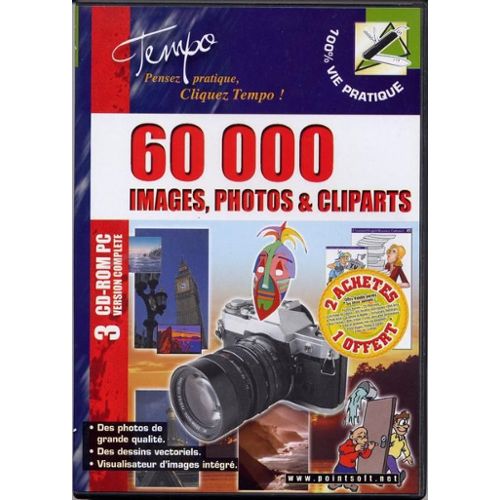 Tempo
Pensez pratique,
Cliquez Tempo !
100% VIE PRATIQUE
60 000
IMAGES, PHOTOS & CLIPARTS
3 CD-ROM PC
VERSION COMPLETE
2 ACHETES
1 OFFERT
• Des photos de
grande qualité.
• Des dessins vectoriels.
• Visualisateur d'images intégré.
www.pointsoft.net